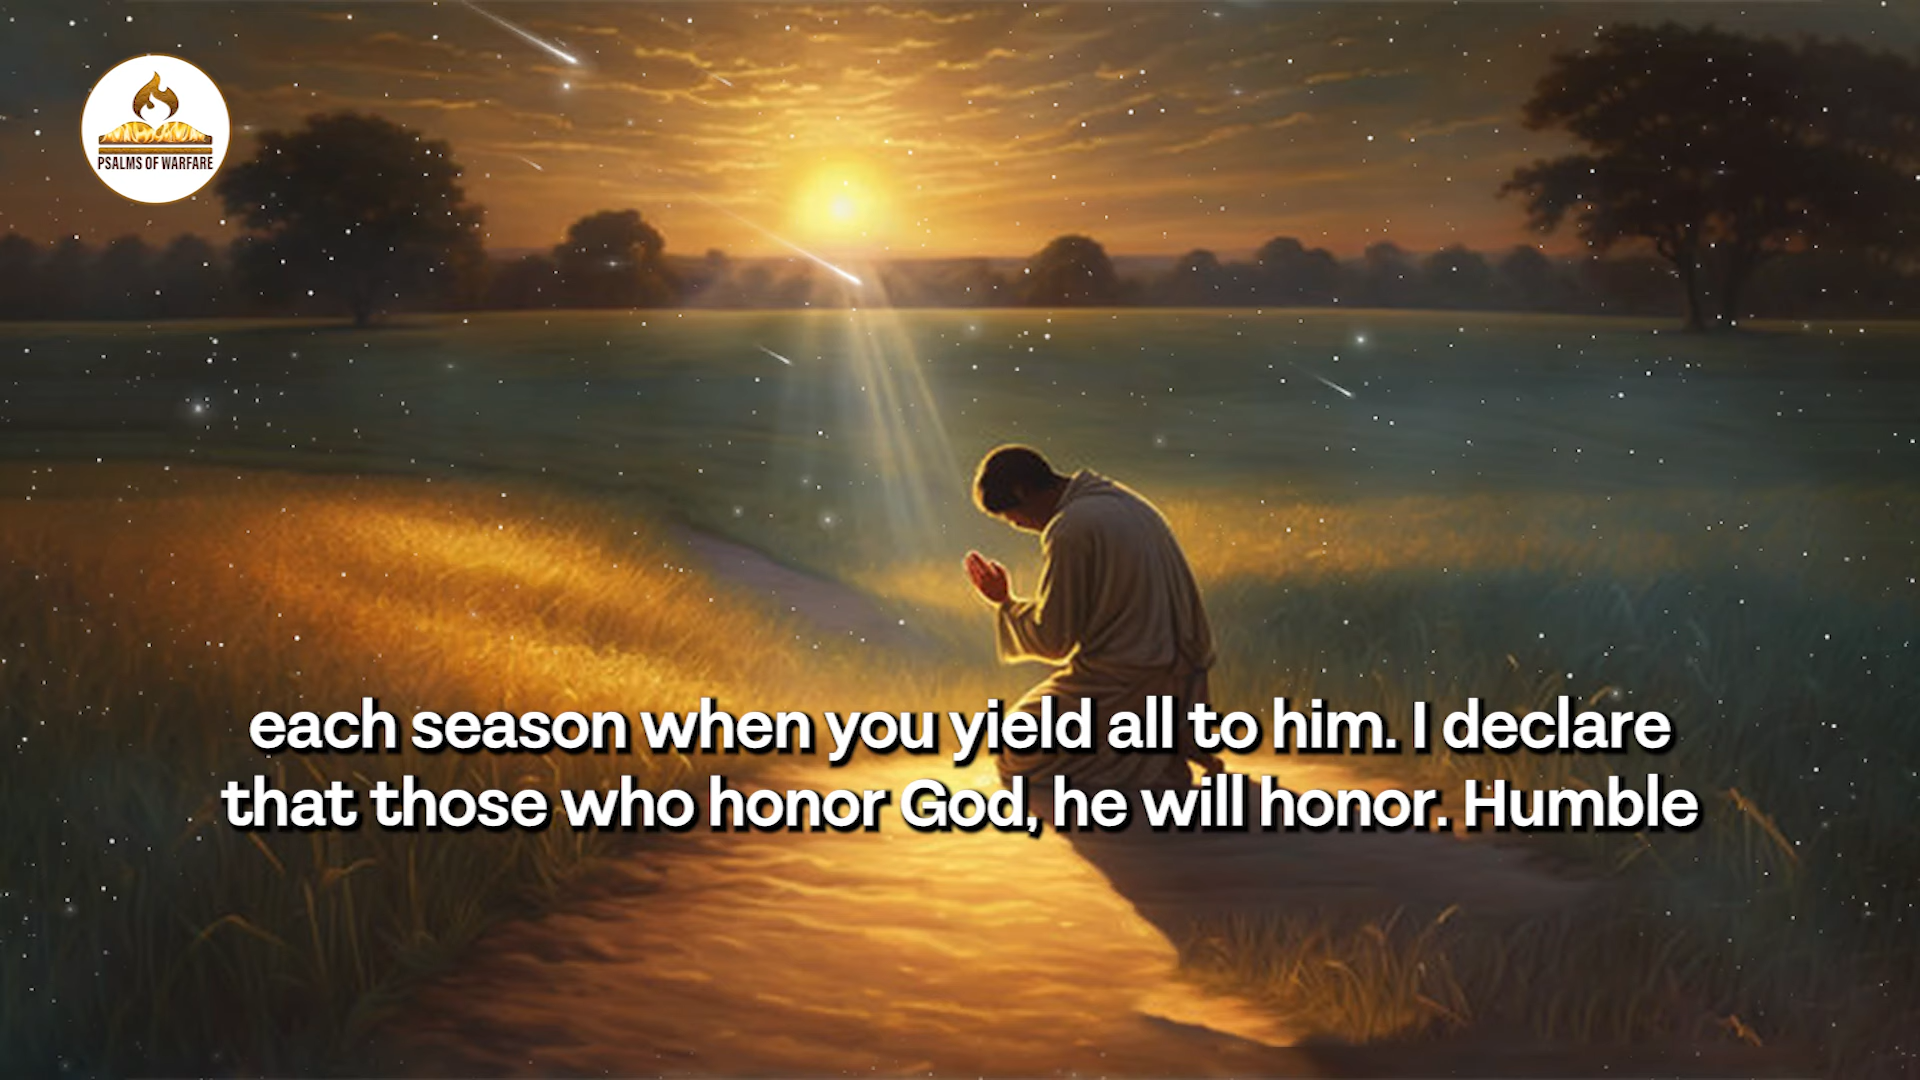 PSALMS OF WARFARE
each season when you yield all to him. I declare
that those who honor God, he will honor. Humble